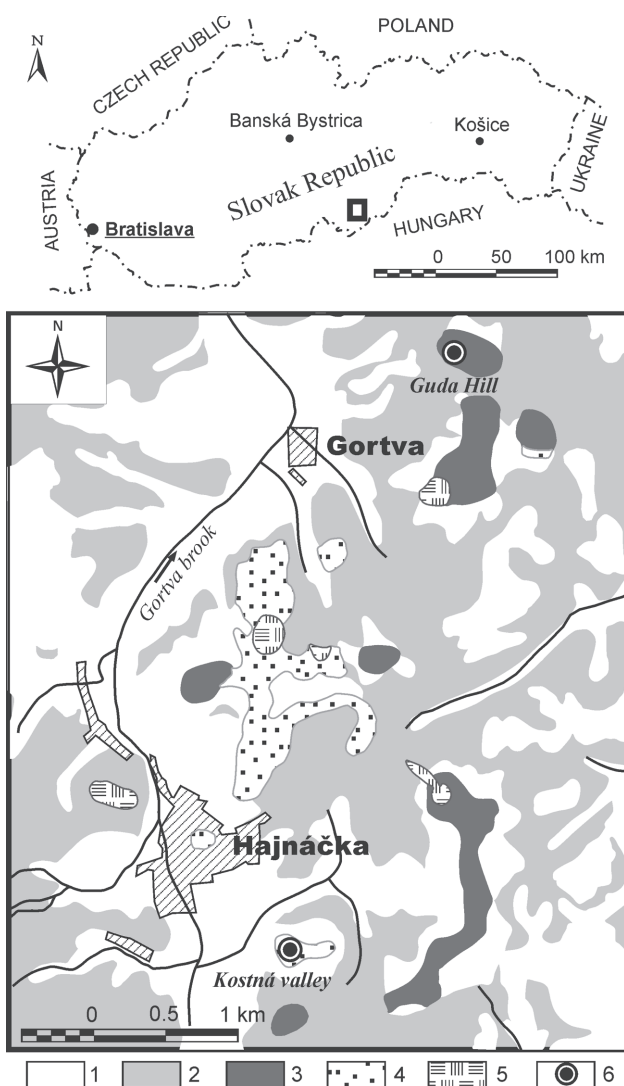 N
POLAND
CZECH REPUBLIC
Banská Bystrica
Košice
UKRAINE
Slovak Republic
AUSTRIA
Bratislava
HUNGARY
0 50 100 km
N
Guda Hill
Gortva
Gortva brook
Hajnáčka
Kostná valley
0 0.5 1 km
1 2 3 4 5 6